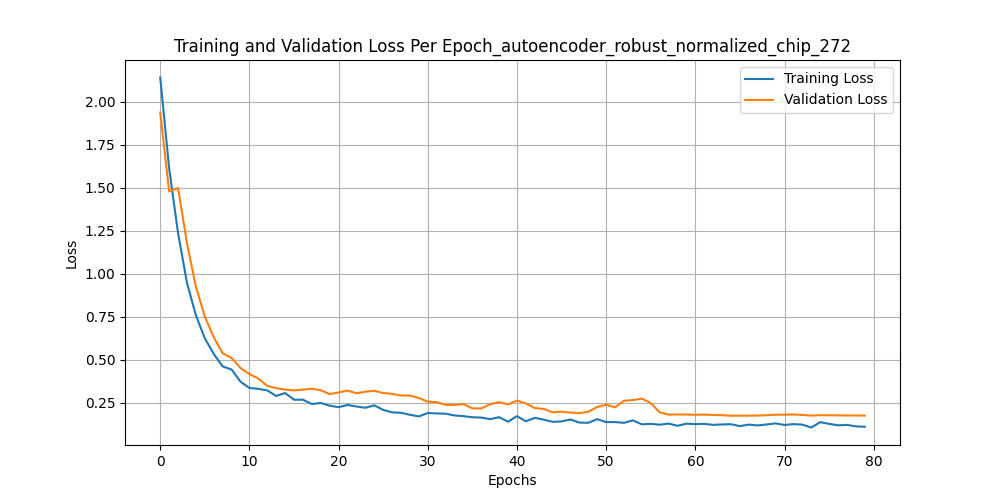 Training and Validation Loss Per Epoch_autoencoder_robust_normalized_chip_272
Training Loss
Validation Loss
2.00
1.75
1.50
1.25
1.00
0.75
0.50
0.25
Loss
0 10 20 30 40 50 60 70 80
Epochs